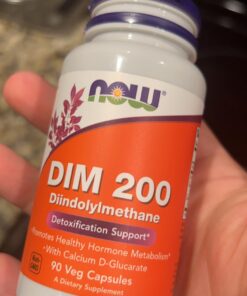 NOW
DIM 200
Diindolylmethane
Detoxification Support*
Promotes Healthy Hormone Metabolism*
•With Calcium D-Glucarate
90 Veg Capsules
A Dietary Supplement